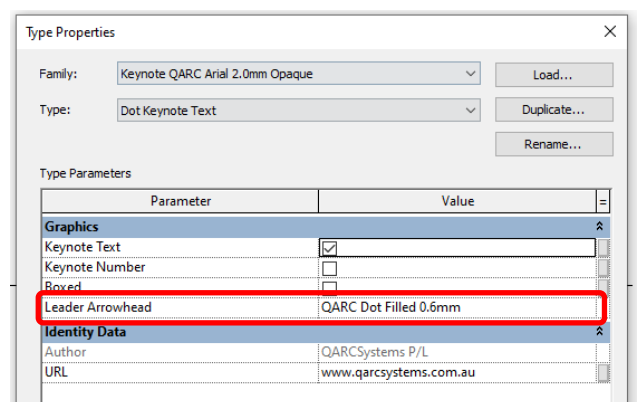 Type Properties
Family: Keynote QARC Arial 2.0mm Opaque Load...
Type: Dot Keynote Text Duplicate...
Rename...
Type Parameters
Parameter Value =
Graphics
Keynote Text
Keynote Number
Boxed
Leader Arrowhead QARC Dot Filled 0.6mm
Identity Data
Author QARCSystems P/L
URL www.qarcsystems.com.au